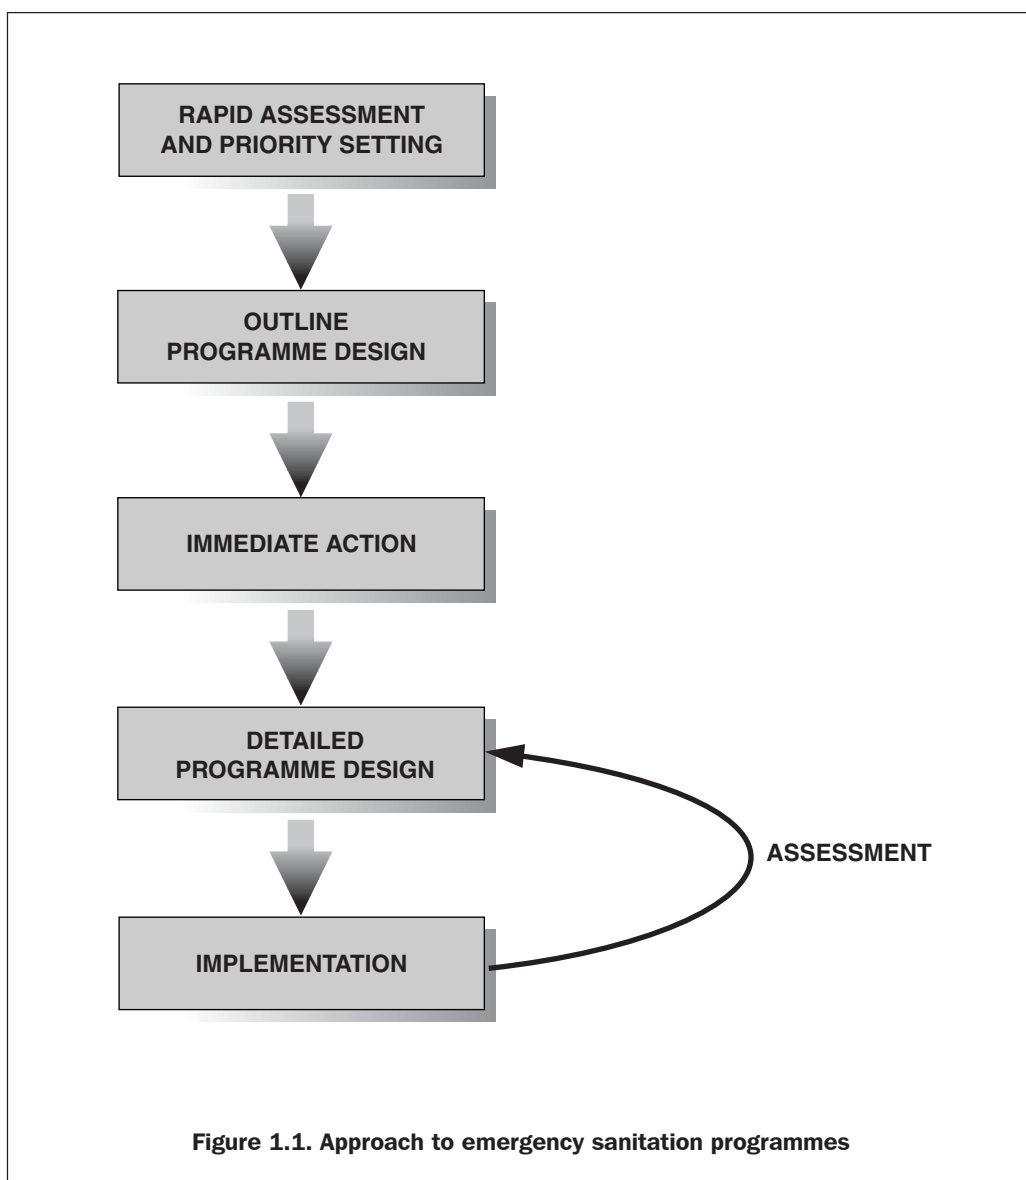 RAPID ASSESSMENT
AND PRIORITY SETTING
OUTLINE
PROGRAMME DESIGN
IMMEDIATE ACTION
DETAILED
PROGRAMME DESIGN
ASSESSMENT
IMPLEMENTATION
Figure 1.1. Approach to emergency sanitation programmes